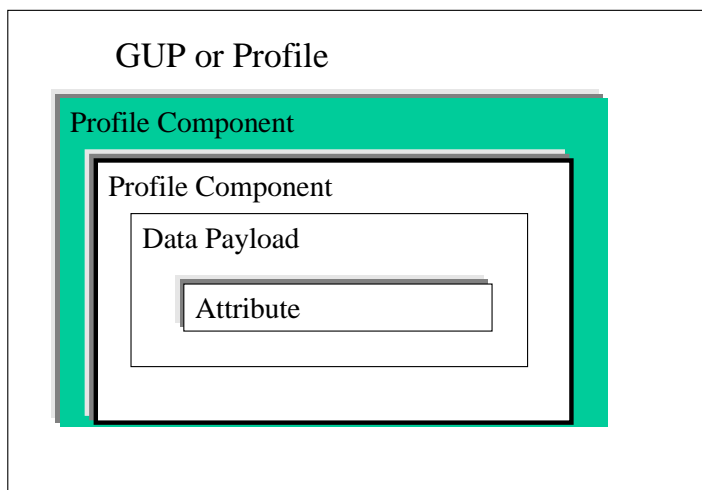 GUP or Profile
Profile Component
Profile Component
Data Payload
Attribute